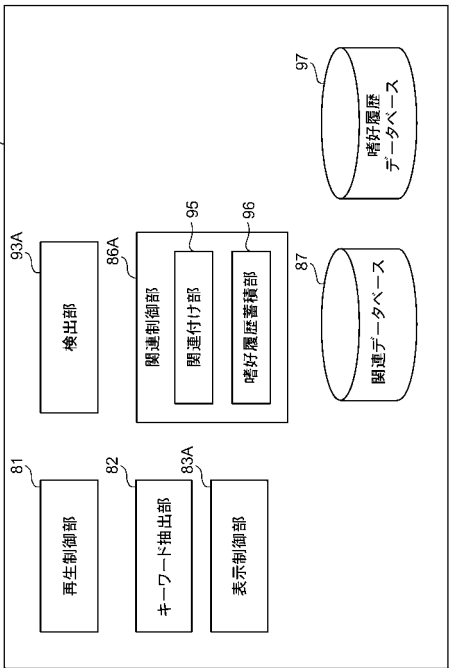 81
再生制御部
93A
検出部
82
キーワード抽出部
86A
関連制御部
95
関連付け部
96
嗜好履歴蓄積部
83A
表示制御部
87
関連データベース
97
嗜好履歴
データベース